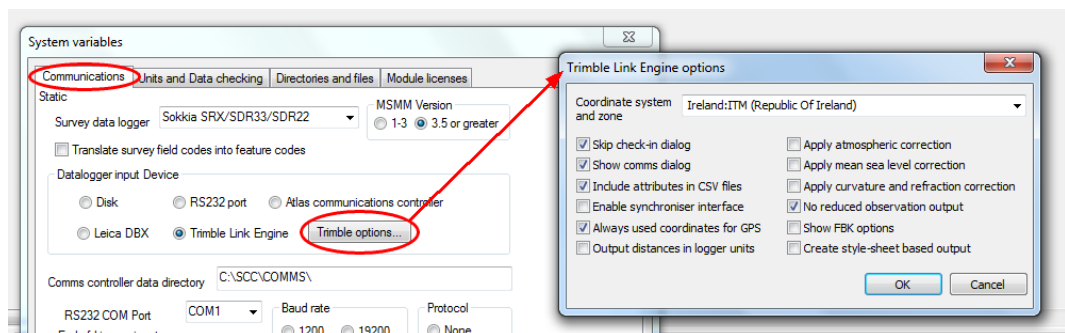 System variables
Communications Units and Data checking Directories and files Module licenses
Static
Survey data logger Sokkia SRX/SDR33/SDR22
MSMM Version
1-3 3.5 or greater
Translate survey field codes into feature codes
Datalogger input Device
Disk RS232 port Atlas communications controller
Leica DBX Trimble Link Engine Trimble options...
Comms controller data directory C:\SCC\COMMS\
RS232 COM Port COM1
Baud rate
1200 19200
Protocol
None
Trimble Link Engine options
Coordinate system and zone Ireland:ITM (Republic Of Ireland)
Skip check-in dialog Apply atmospheric correction
Show comms dialog Apply mean sea level correction
Include attributes in CSV files Apply curvature and refraction correction
Enable synchroniser interface No reduced observation output
Always used coordinates for GPS Show FBK options
Output distances in logger units Create style-sheet based output
OK Cancel